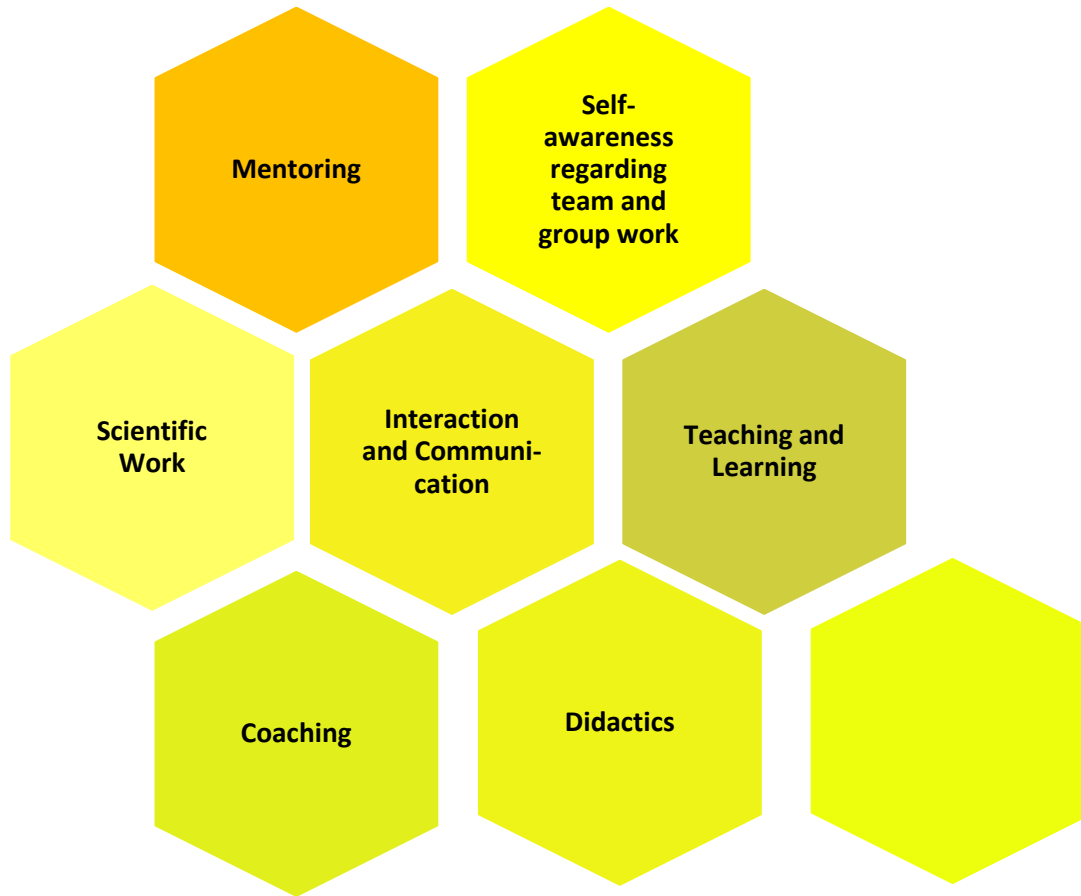 Mentoring
Self-
awareness
regarding
team and
group work
Scientific
Work
Interaction
and Communi-
cation
Teaching and
Learning
Coaching
Didactics